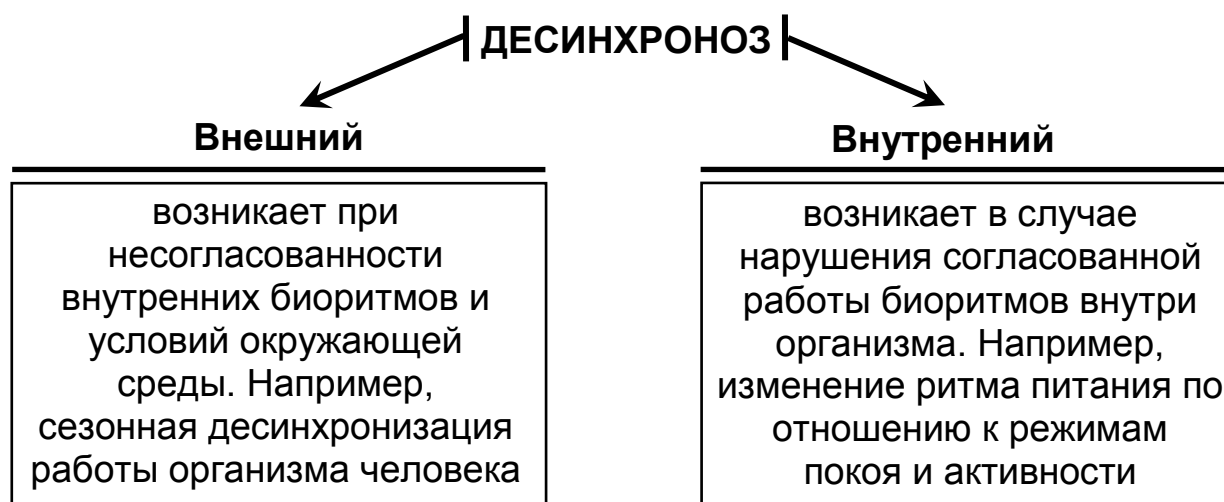 ДЕСИНХРОНОЗ
Внешний
возникает при
несогласованности
внутренних биоритмов и
условий окружающей
среды. Например,
сезонная десинхронизация
работы организма человека
Внутренний
возникает в случае
нарушения согласованной
работы биоритмов внутри
организма. Например,
изменение ритма питания по
отношению к режимам
покоя и активности